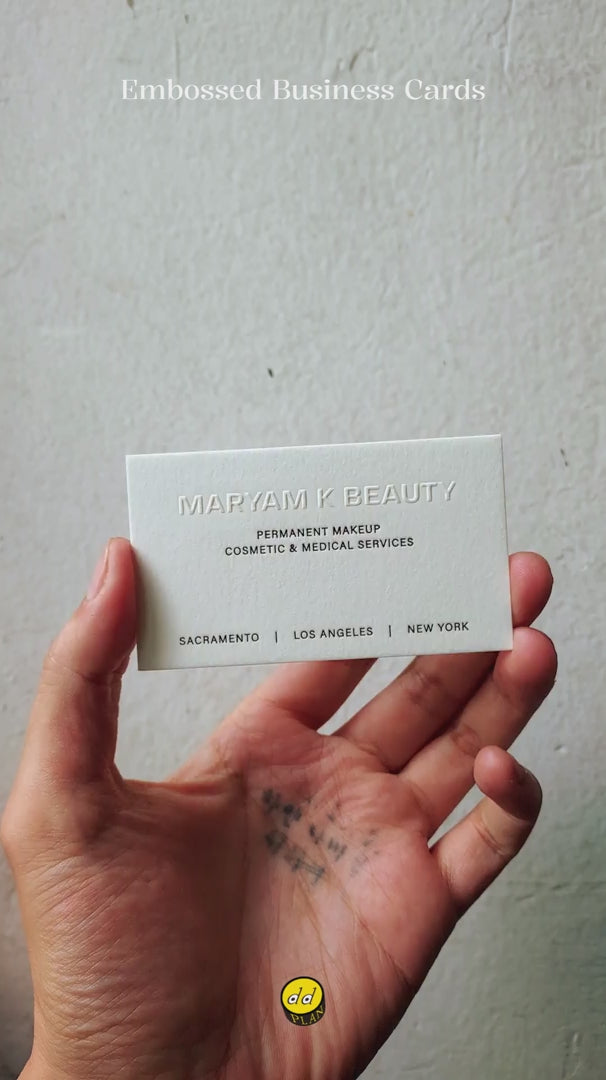 Embossed Business Cards
MARYAM K BEAUTY
PERMANENT MAKEUP
COSMETIC & MEDICAL SERVICES
SACRAMENTO | LOS ANGELES | NEW YORK
dd
PLAN